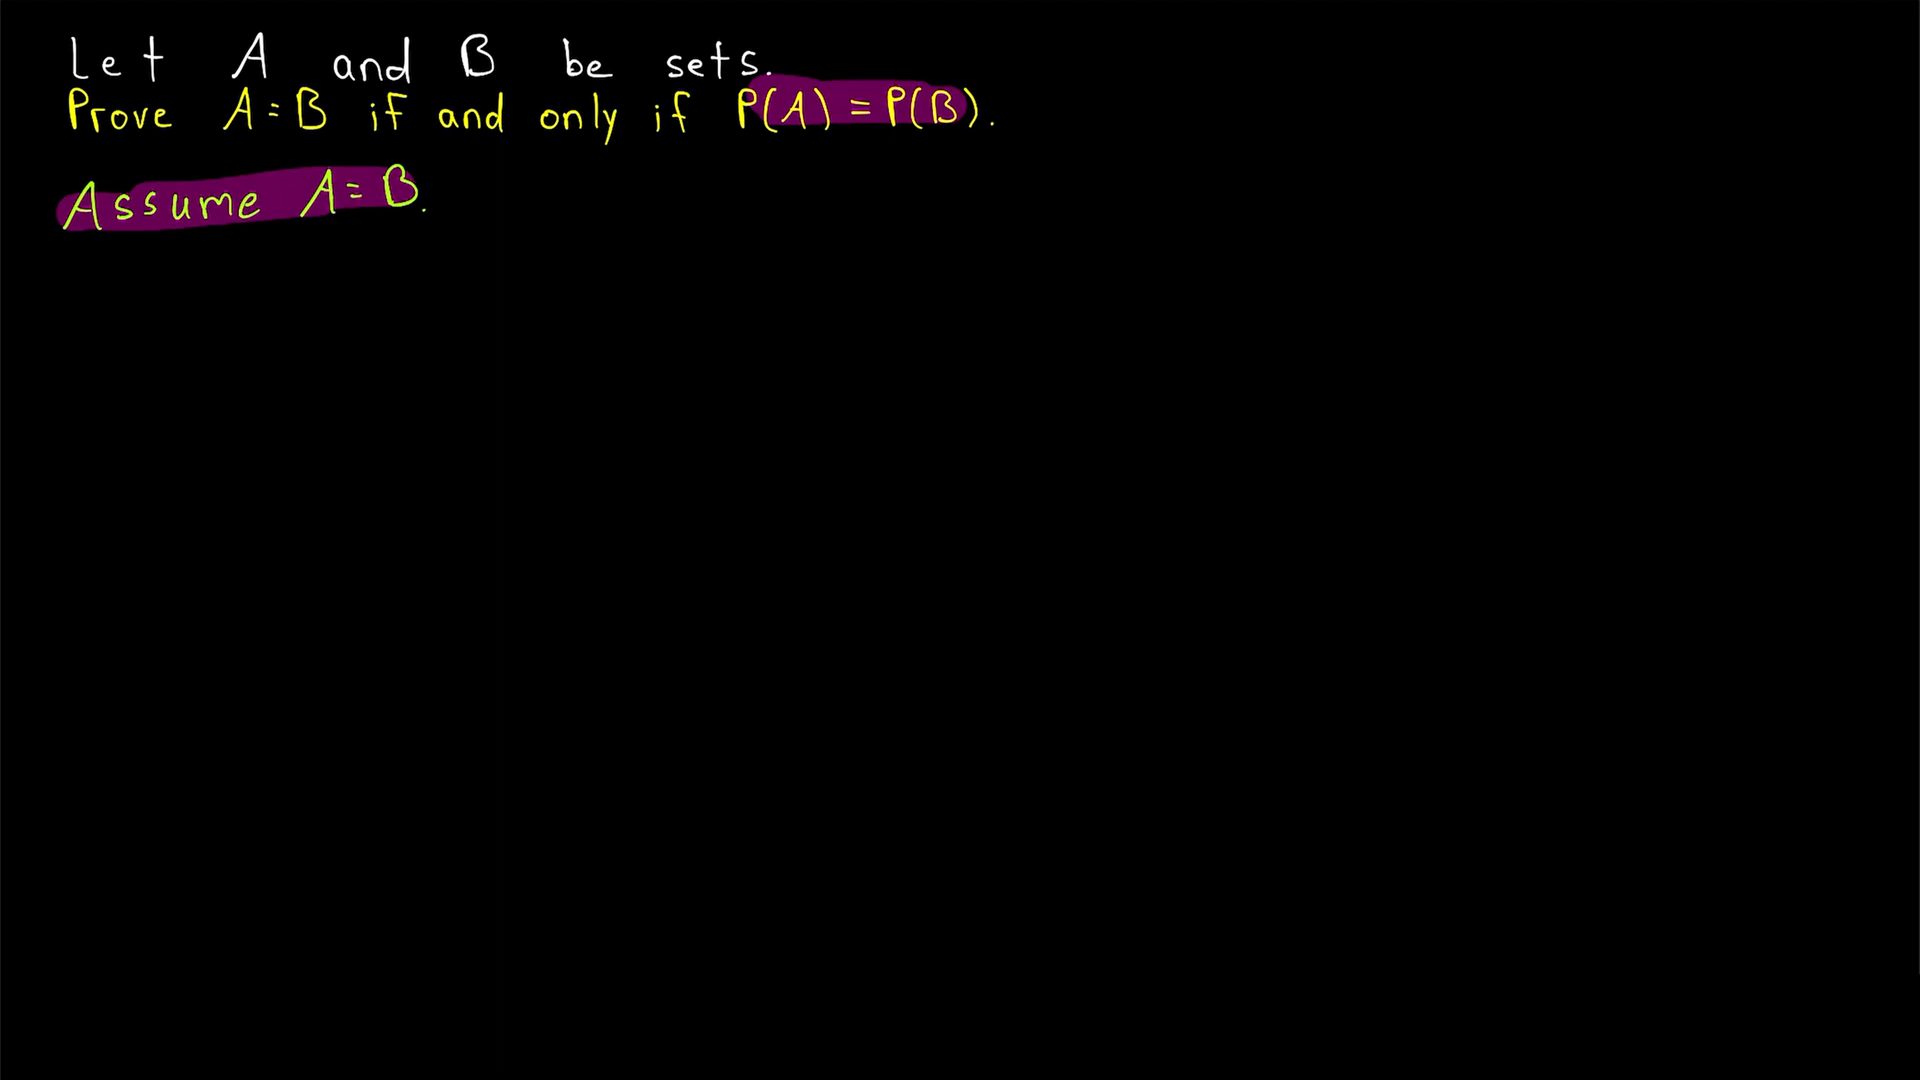 Let A and B be sets.
Prove A=B if and only if P(A) = P(B).
Assume A=B.